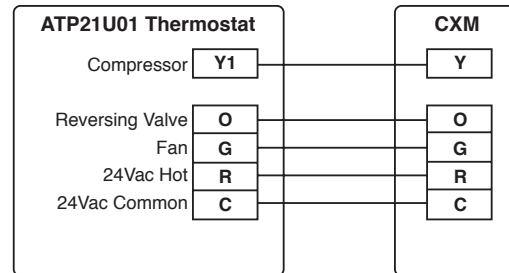 ATP21U01 Thermostat CXM
Compressor Y1 Y
Reversing Valve O O
Fan G G
24Vac Hot R R
24Vac Common C C